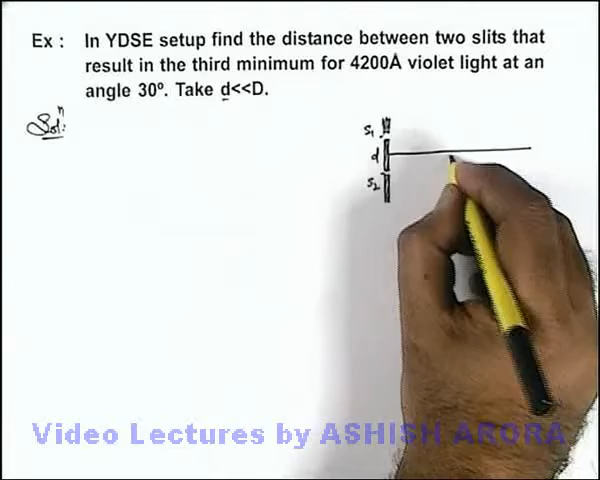 Ex : In YDSE setup find the distance between two slits that
result in the third minimum for 4200Å violet light at an
angle 30º. Take d<<D.
Solⁿ:
S₁
d
S₂
Video Lectures by ASHISH ARORA